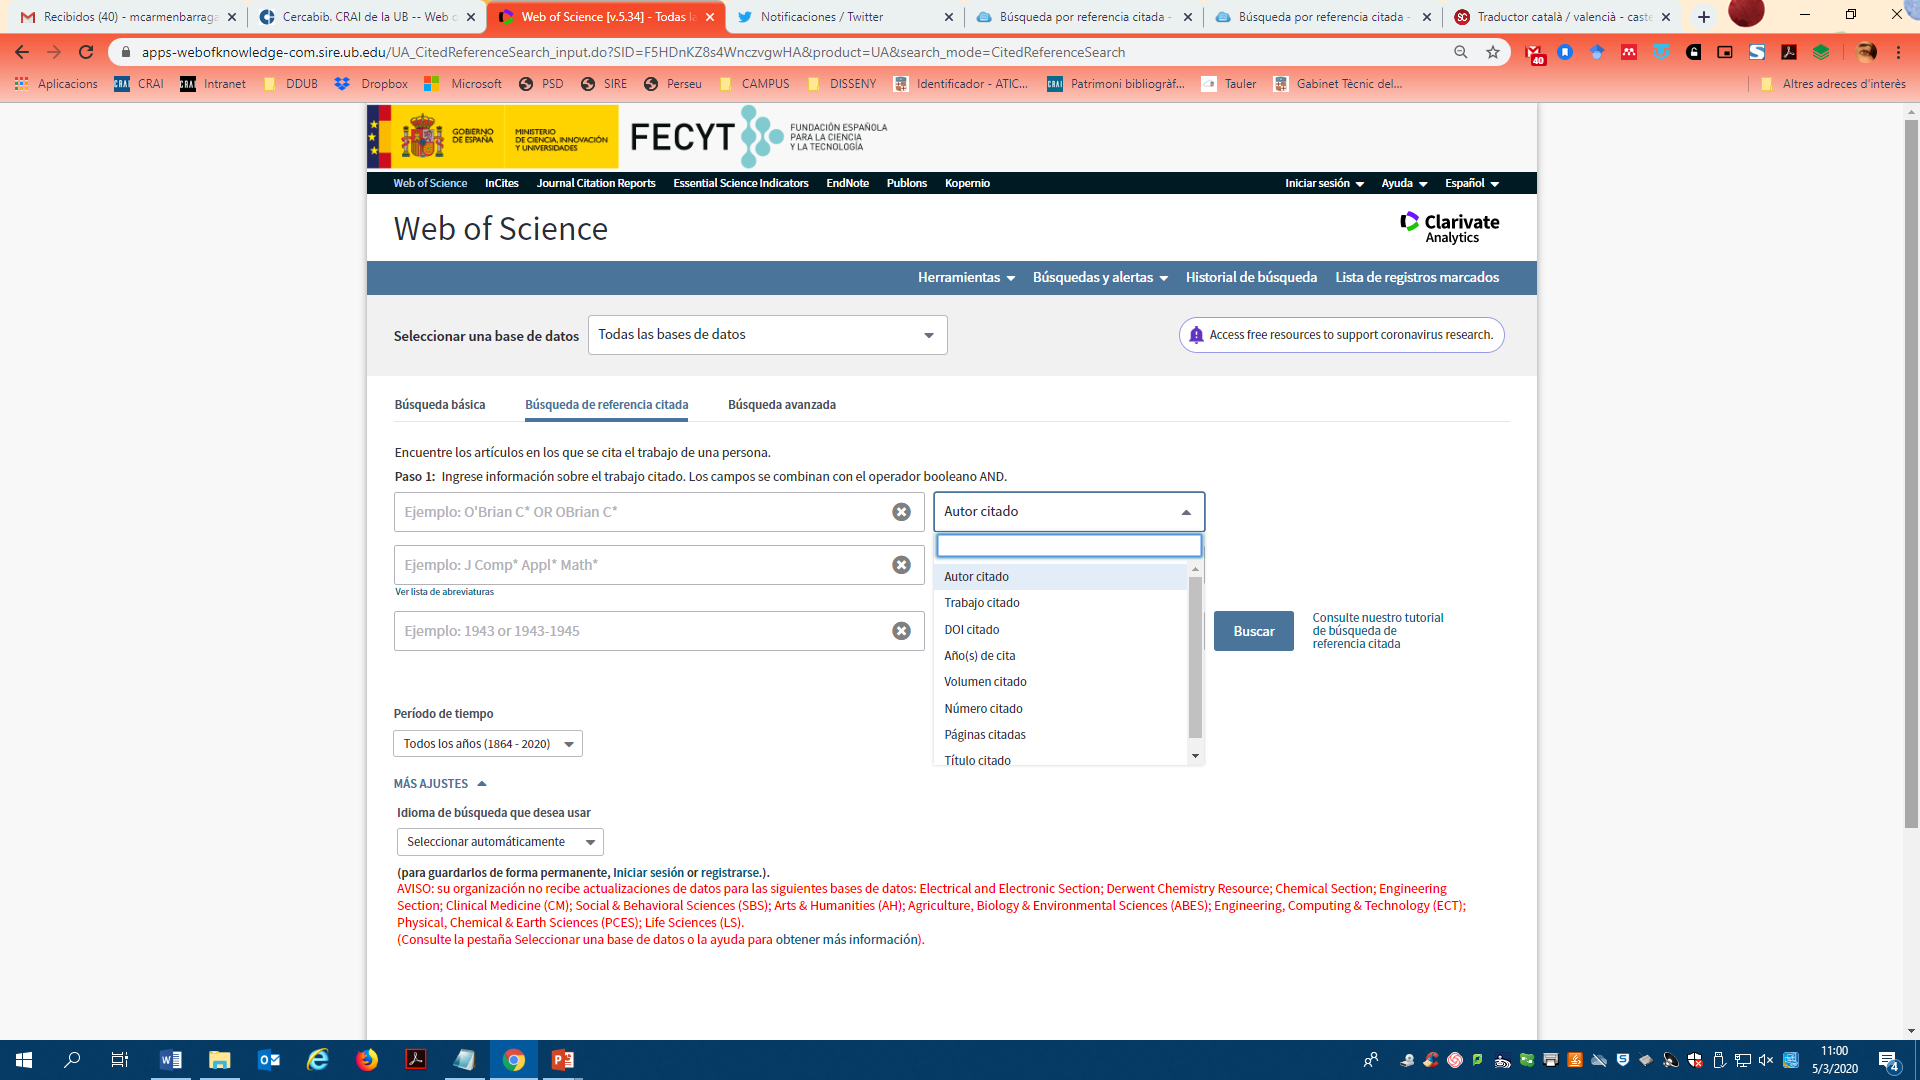 Recibidos (40) - mcarmenbarraga
Cercabib. CRAI de la UB -- Web c
Web of Science [v.5.34] - Todas la
Notificaciones / Twitter
Búsqueda por referencia citada -
Búsqueda por referencia citada -
Traductor català / valencià - caste
apps-webofknowledge-com.sire.ub.edu/UA_CitedReferenceSearch_input.do?SID=F5HDnKZ8s4WnczvgwHA&product=UA&search_mode=CitedReferenceSearch
40
Aplicacions
CRAI
Intranet
DDUB
Dropbox
Microsoft
PSD
SIRE
Perseu
CAMPUS
DISSENY
Identificador - ATIC...
Patrimoni bibliogràf...
Tauler
Gabinet Tècnic del...
Altres adreces d'interès
GOBIERNO
DE ESPAÑA
MINISTERIO
DE CIENCIA, INNOVACIÓN
Y UNIVERSIDADES
FECYT
FUNDACIÓN ESPAÑOLA
PARA LA CIENCIA
Y LA TECNOLOGÍA
Web of Science InCites Journal Citation Reports Essential Science Indicators EndNote Publons Kopernio Iniciar sesión Ayuda Español
Web of Science
Clarivate
Analytics
Herramientas Búsquedas y alertas Historial de búsqueda Lista de registros marcados
Seleccionar una base de datos Todas las bases de datos
Access free resources to support coronavirus research.
Búsqueda básica Búsqueda de referencia citada Búsqueda avanzada
Encuentre los artículos en los que se cita el trabajo de una persona.
Paso 1: Ingrese información sobre el trabajo citado. Los campos se combinan con el operador booleano AND.
Ejemplo: O'Brian C* OR OBrian C*
Autor citado
Ejemplo: J Comp* Appl* Math*
Ver lista de abreviaturas
Ejemplo: 1943 or 1943-1945
Autor citado
Trabajo citado
DOI citado
Año(s) de cita
Volumen citado
Número citado
Páginas citadas
Título citado
Buscar
Consulte nuestro tutorial
de búsqueda de
referencia citada
Período de tiempo
Todos los años (1864 - 2020)
MÁS AJUSTES
Idioma de búsqueda que desea usar
Seleccionar automáticamente
(para guardarlos de forma permanente, Iniciar sesión or registrarse.).
AVISO: su organización no recibe actualizaciones de datos para las siguientes bases de datos: Electrical and Electronic Section; Derwent Chemistry Resource; Chemical Section; Engineering
Section; Clinical Medicine (CM); Social & Behavioral Sciences (SBS); Arts & Humanities (AH); Agriculture, Biology & Environmental Sciences (ABES); Engineering, Computing & Technology (ECT);
Physical, Chemical & Earth Sciences (PCES); Life Sciences (LS).
(Consulte la pestaña Seleccionar una base de datos o la ayuda para obtener más información).
11:00
5/3/2020
4